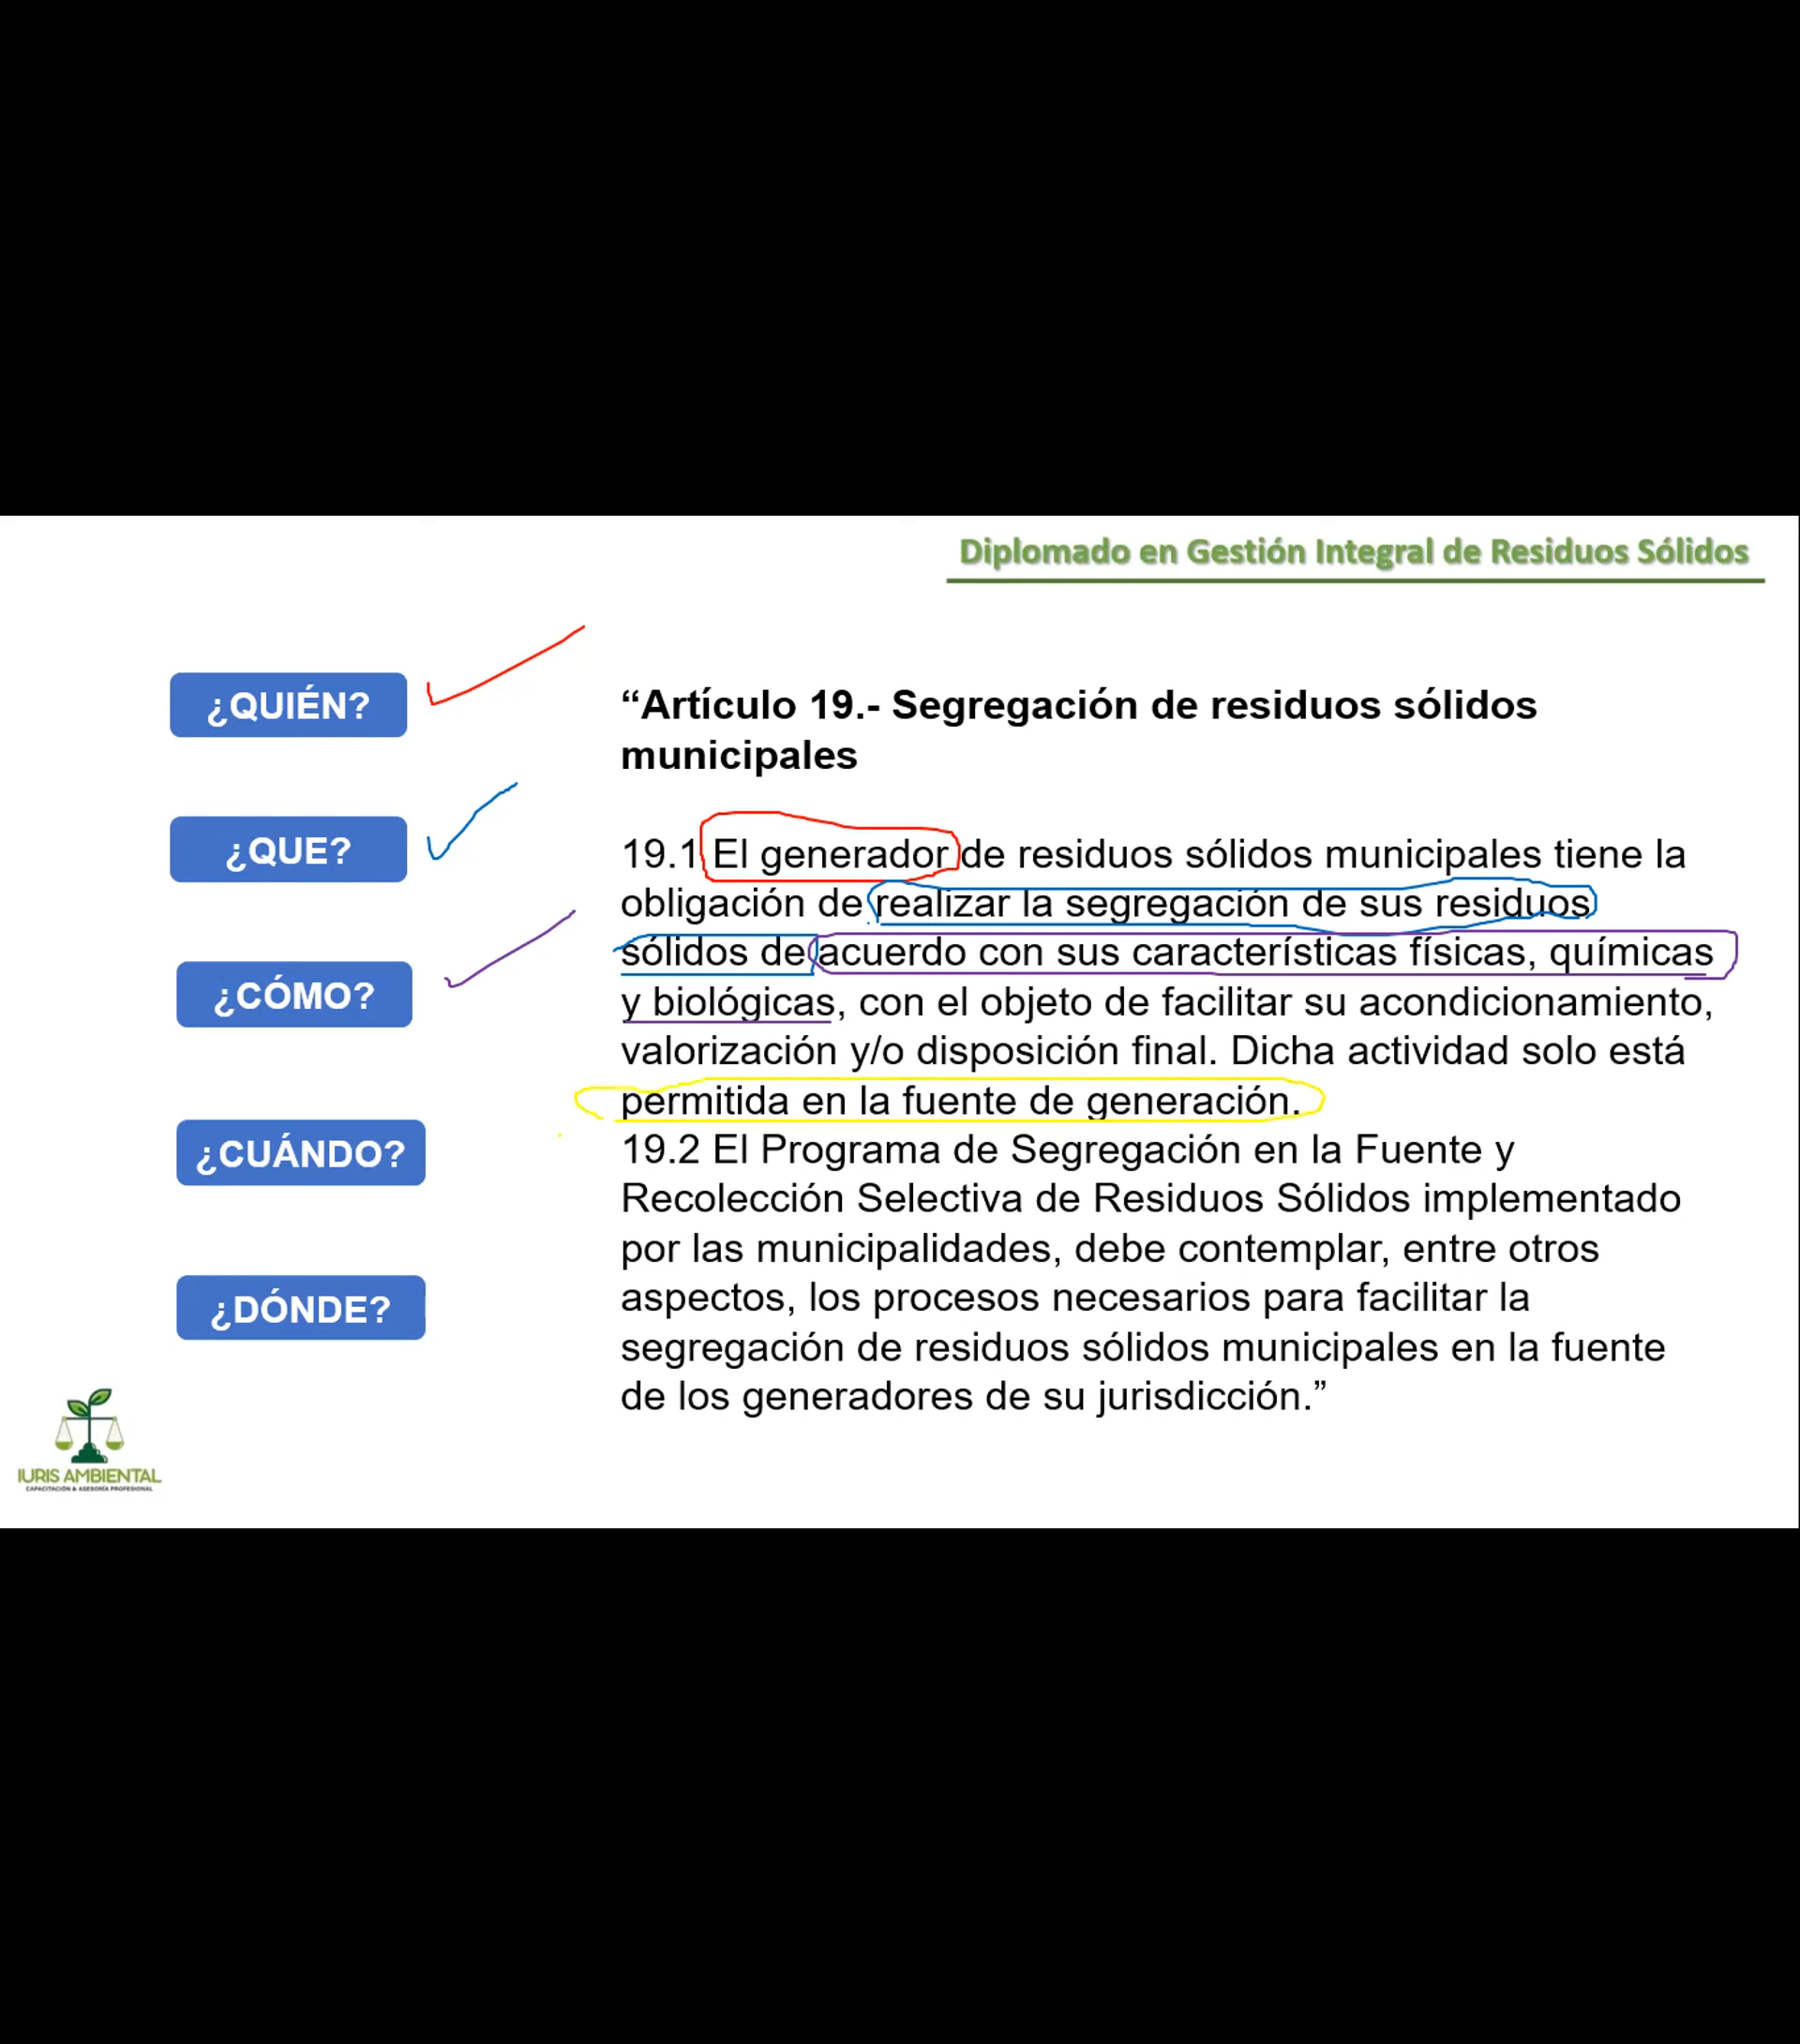 Diplomado en Gestión Integral de Residuos Sólidos
¿QUIÉN?
¿QUE?
¿CÓMO?
¿CUÁNDO?
¿DÓNDE?
“Artículo 19.- Segregación de residuos sólidos
municipales
19.1 El generador de residuos sólidos municipales tiene la
obligación de realizar la segregación de sus residuos
sólidos de acuerdo con sus características físicas, químicas
y biológicas, con el objeto de facilitar su acondicionamiento,
valorización y/o disposición final. Dicha actividad solo está
permitida en la fuente de generación.
19.2 El Programa de Segregación en la Fuente y
Recolección Selectiva de Residuos Sólidos implementado
por las municipalidades, debe contemplar, entre otros
aspectos, los procesos necesarios para facilitar la
segregación de residuos sólidos municipales en la fuente
de los generadores de su jurisdicción.”
IURIS AMBIENTAL
CAPACITACIÓN & ASESORÍA PROFESIONAL